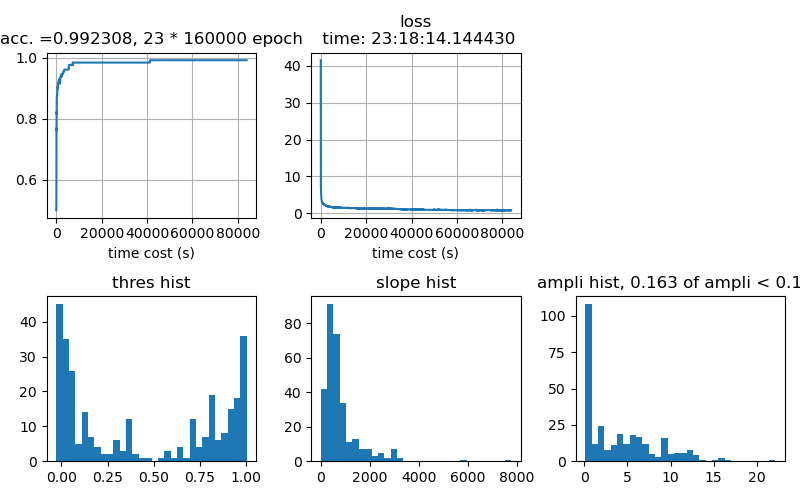 acc. =0.992308, 23 * 160000 epoch
loss
time: 23:18:14.144430
1.0
0.8
0.6
0 20000 40000 60000 80000
time cost (s)
40
30
20
10
0
0 20000 40000 60000 80000
time cost (s)
thres hist
slope hist
ampli hist, 0.163 of ampli < 0.1
40
30
20
10
0
0.00 0.25 0.50 0.75 1.00
80
60
40
20
0
0 2000 4000 6000 8000
100
75
50
25
0
0 5 10 15 20